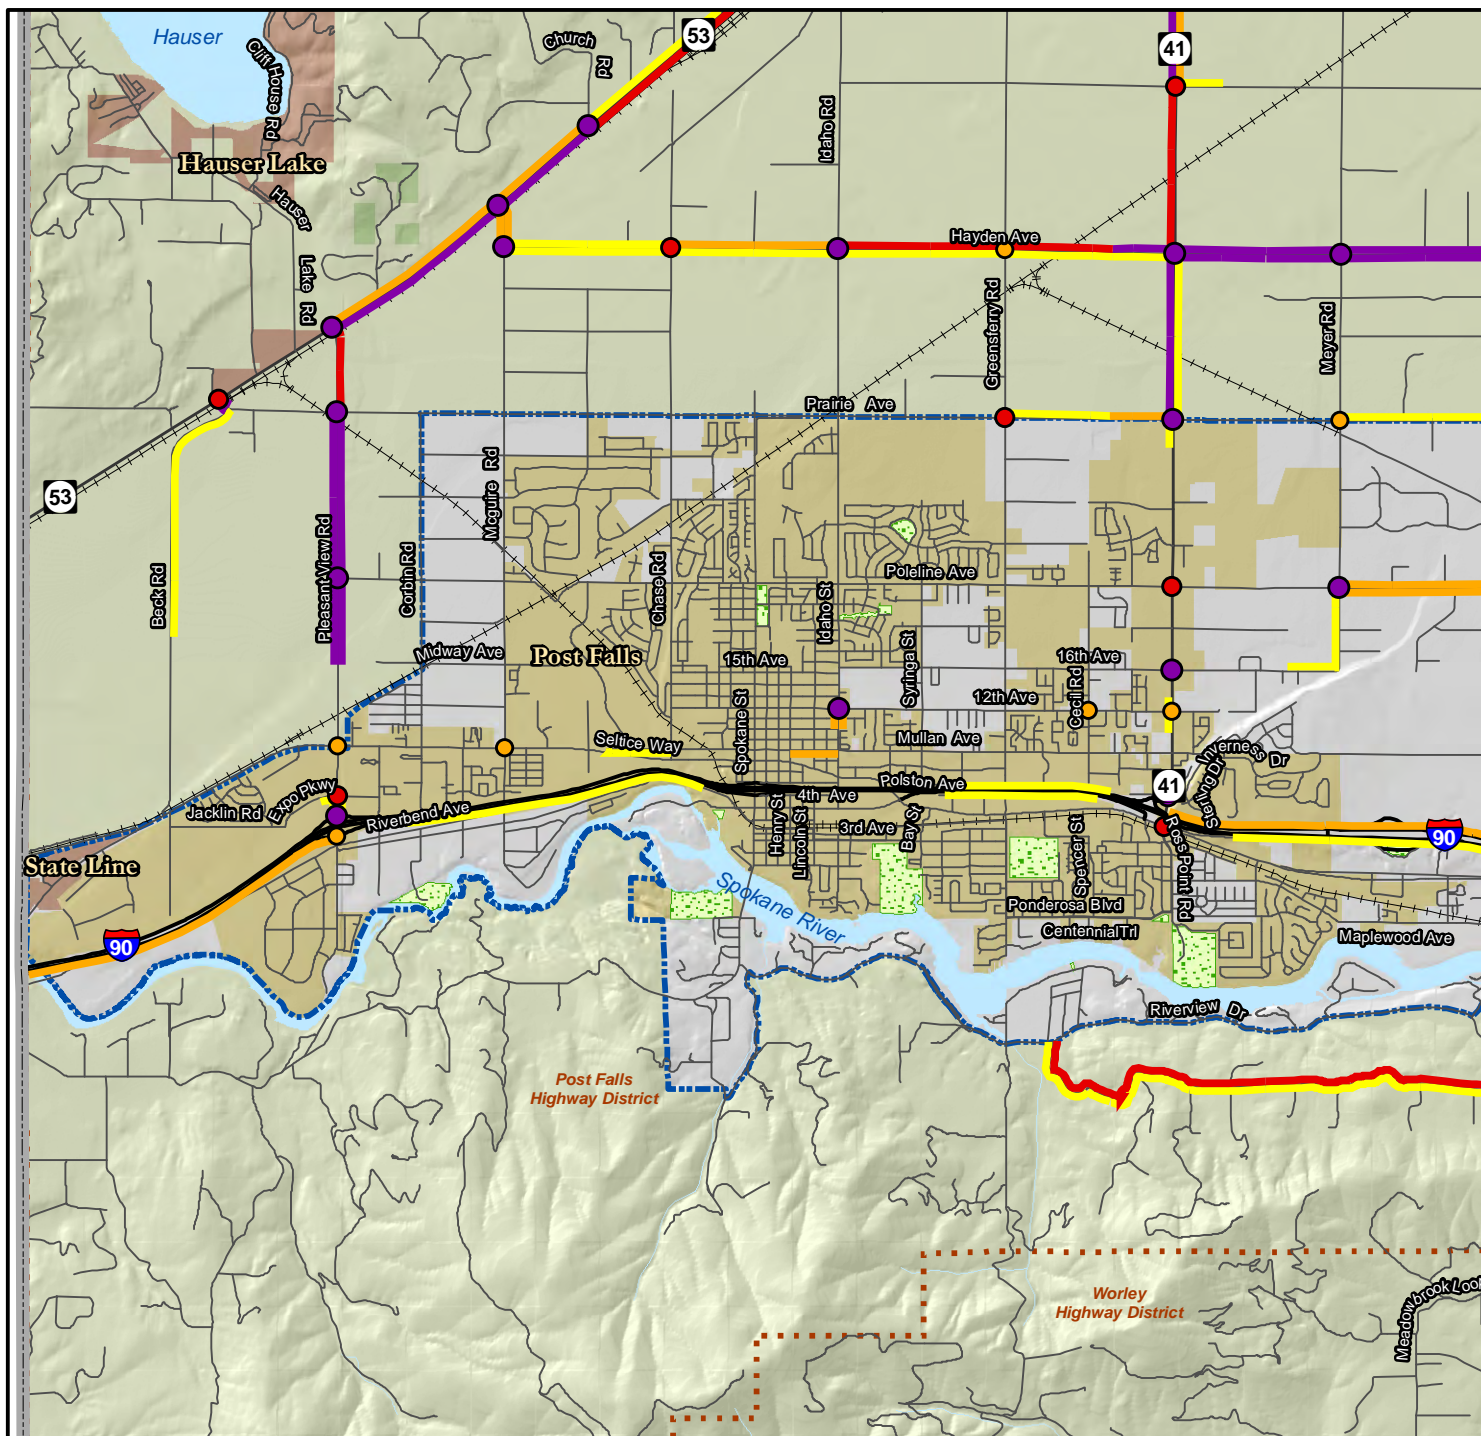 Hauser
Church
Rd
53
41
Cliff House Rd
Idaho Rd
Hauser Lake
Hauser
Lake
Rd
Hayden Ave
Greensferry Rd
Meyer Rd
Prairie Ave
Mcguire Rd
53
Beck Rd
Pleasant View Rd
Corbin Rd
Chase Rd
Poleline Ave
Idaho St
Syringa St
Midway Ave
Post Falls
15th Ave
16th Ave
12th Ave
Cecil Rd
Spokane St
Seltice Way
Mullan Ave
Inverness Dr
Polston Ave
41
Expo Pkwy
Jacklin Rd
Riverbend Ave
4th Ave
3rd Ave
Henry St
Lincoln St
Bay St
Spencer St
Ross Point Rd
90
State Line
Spokane River
Ponderosa Blvd
Centennial Trl
Maplewood Ave
90
Riverview Dr
Post Falls
Highway District
Worley
Highway District
Meadowbrook Loop